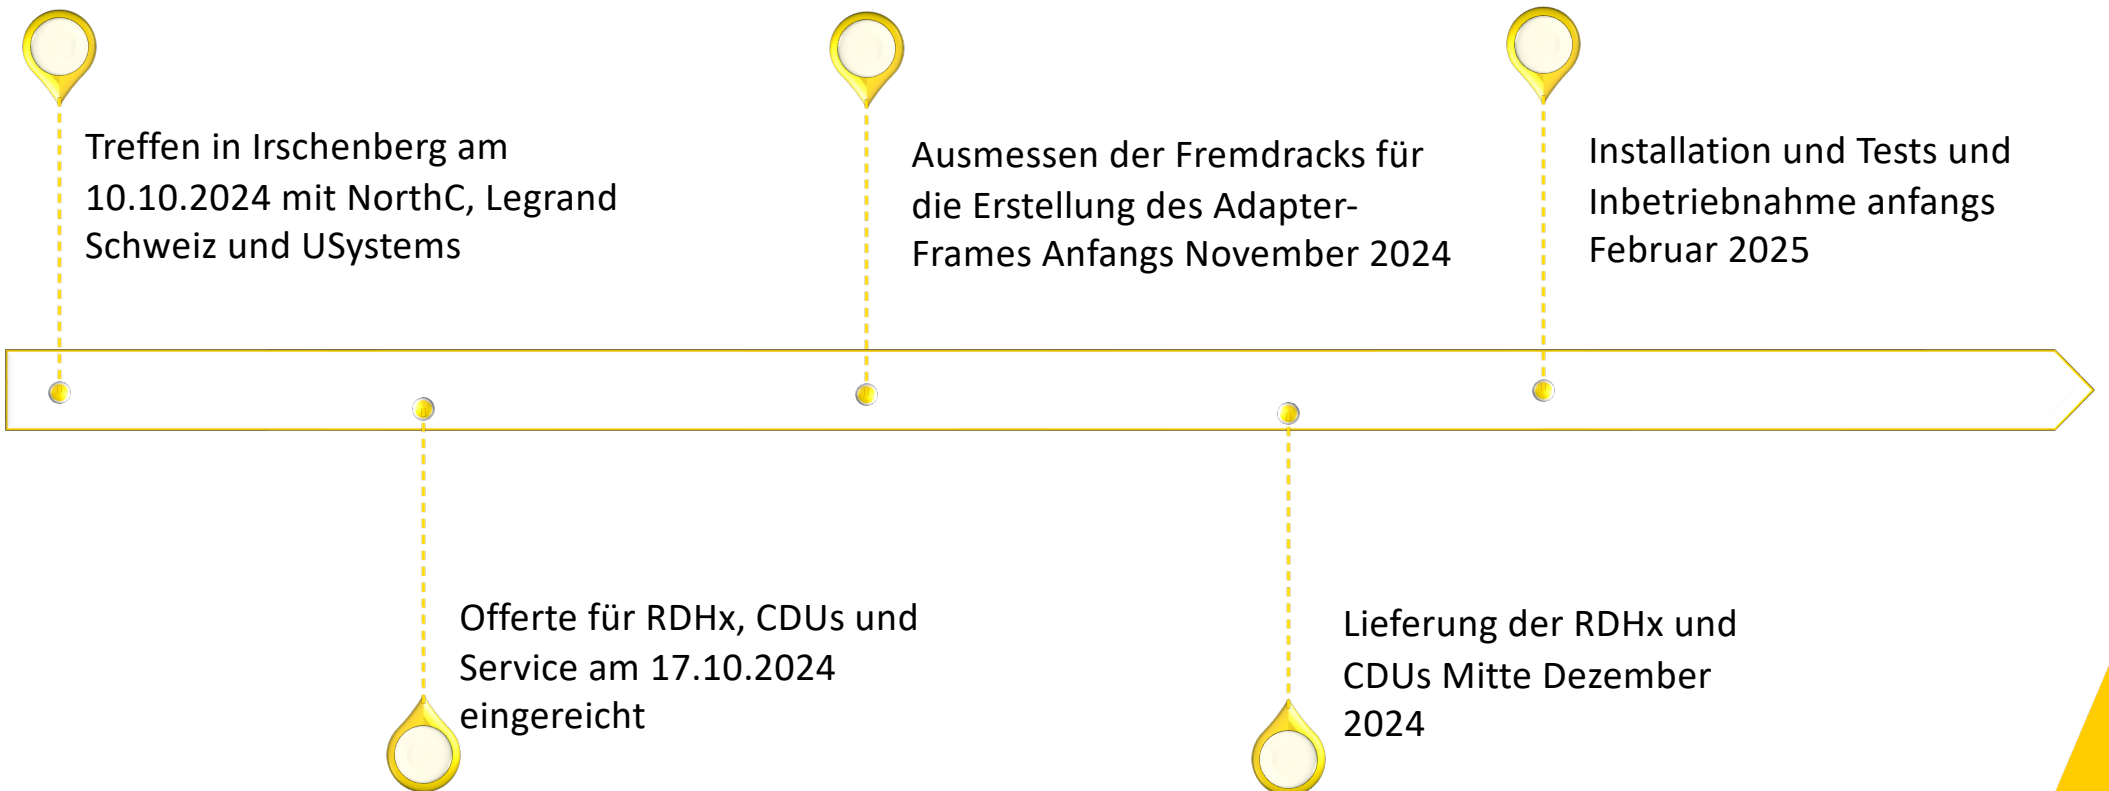 Treffen in Irschenberg am
10.10.2024 mit NorthC, Legrand
Schweiz und USystems
Ausmessen der Fremdracks für
die Erstellung des Adapter-
Frames Anfangs November 2024
Installation und Tests und
Inbetriebnahme anfangs
Februar 2025
Offerte für RDHx, CDUs und
Service am 17.10.2024
eingereicht
Lieferung der RDHx und
CDUs Mitte Dezember
2024